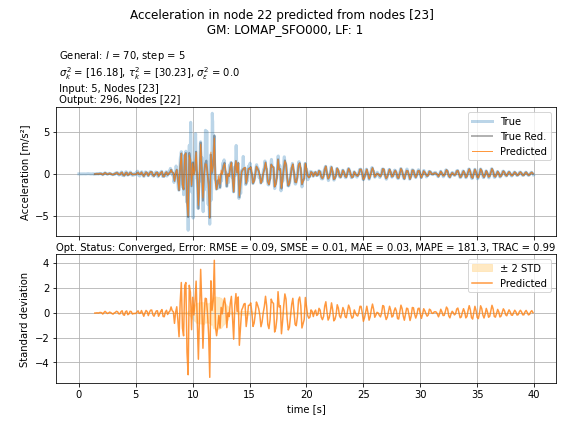 Acceleration in node 22 predicted from nodes [23]
GM: LOMAP_SFO000, LF: 1
General: l = 70, step = 5
σ²ₖ = [16.18], τ²ₖ = [30.23], σ²ε = 0.0
Input: 5, Nodes [23]
Output: 296, Nodes [22]
Acceleration [m/s²]
5
0
−5
True
True Red.
Predicted
Opt. Status: Converged, Error: RMSE = 0.09, SMSE = 0.01, MAE = 0.03, MAPE = 181.3, TRAC = 0.99
Standard deviation
4
2
0
−2
−4
± 2 STD
Predicted
0 5 10 15 20 25 30 35 40
time [s]